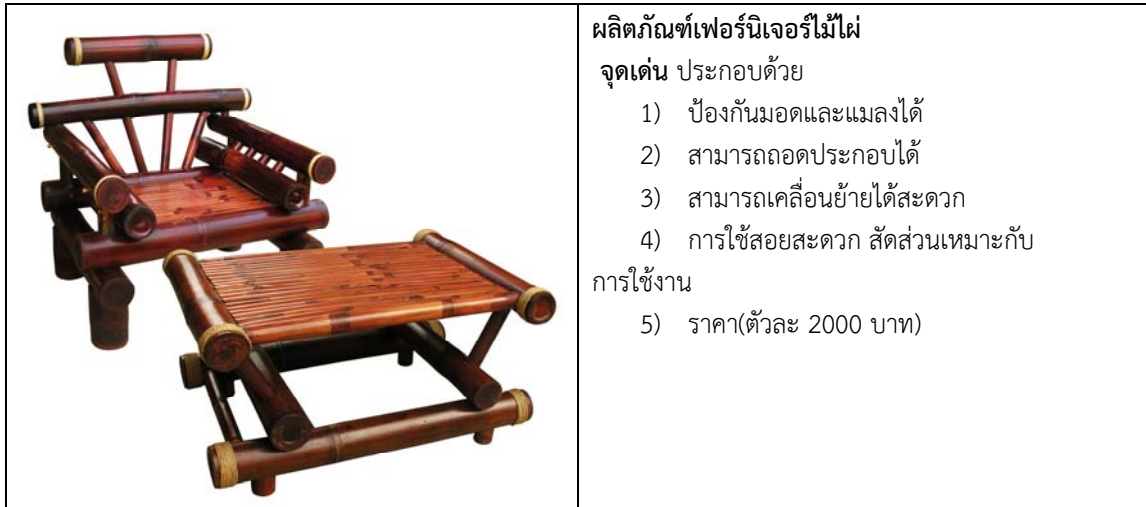 ผลิตภัณฑ์เฟอร์นิเจอร์ไม้ไผ่
จุดเด่น ประกอบด้วย
1) ป้องกันมอดและแมลงได้
2) สามารถถอดประกอบได้
3) สามารถเคลื่อนย้ายได้สะดวก
4) การใช้สอยสะดวก สัดส่วนเหมาะกับ
การใช้งาน
5) ราคา(ตัวละ 2000 บาท)